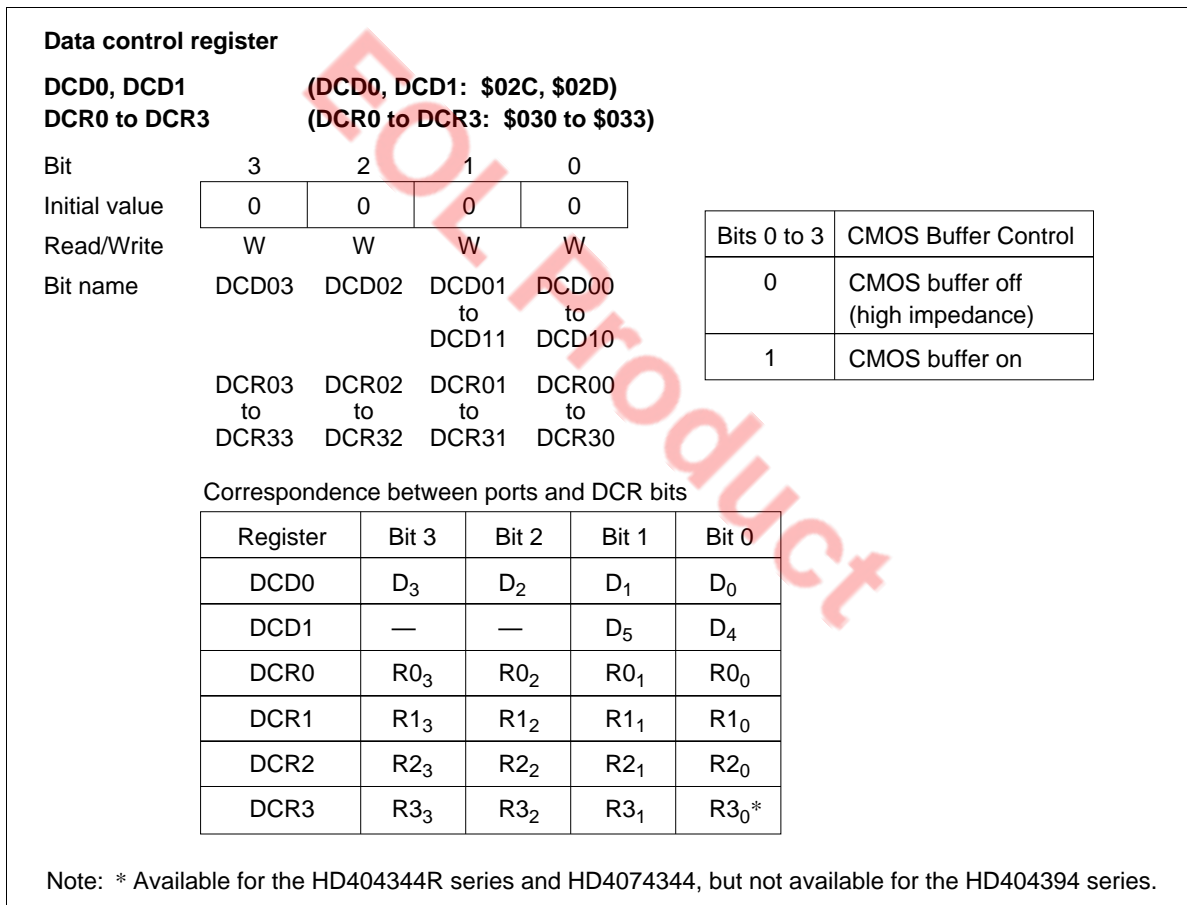 Data control register
DCD0, DCD1 (DCD0, DCD1: $02C, $02D)
DCR0 to DCR3 (DCR0 to DCR3: $030 to $033)
Bit 3 2 1 0
Initial value 0 0 0 0
Read/Write W W W W
Bit name DCD03 DCD02 DCD01 DCD00
to to
DCD11 DCD10
DCR03 DCR02 DCR01 DCR00
to to to to
DCR33 DCR32 DCR31 DCR30
Bits 0 to 3 CMOS Buffer Control
0 CMOS buffer off
(high impedance)
1 CMOS buffer on
Correspondence between ports and DCR bits
Register Bit 3 Bit 2 Bit 1 Bit 0
DCD0 D3 D2 D1 D0
DCD1 — — D5 D4
DCR0 R03 R02 R01 R00
DCR1 R13 R12 R11 R10
DCR2 R23 R22 R21 R20
DCR3 R33 R32 R31 R30*
Note: * Available for the HD404344R series and HD4074344, but not available for the HD404394 series.
EOL Product